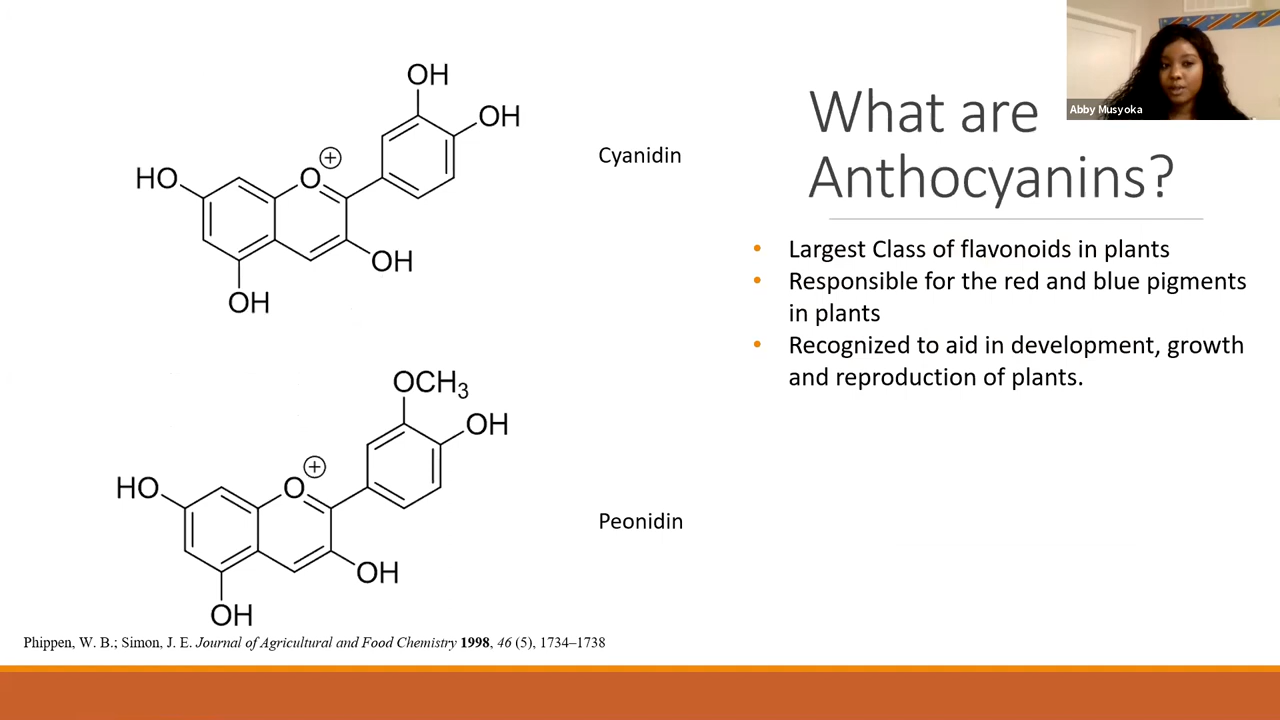 OH
OH
HO
O
+
OH
OH
Cyanidin
OCH3
OH
HO
O
+
OH
OH
Peonidin
Phippen, W. B.; Simon, J. E. Journal of Agricultural and Food Chemistry 1998, 46 (5), 1734–1738
What are
Anthocyanins?
• Largest Class of flavonoids in plants
• Responsible for the red and blue pigments
in plants
• Recognized to aid in development, growth
and reproduction of plants.
Abby Musyoka